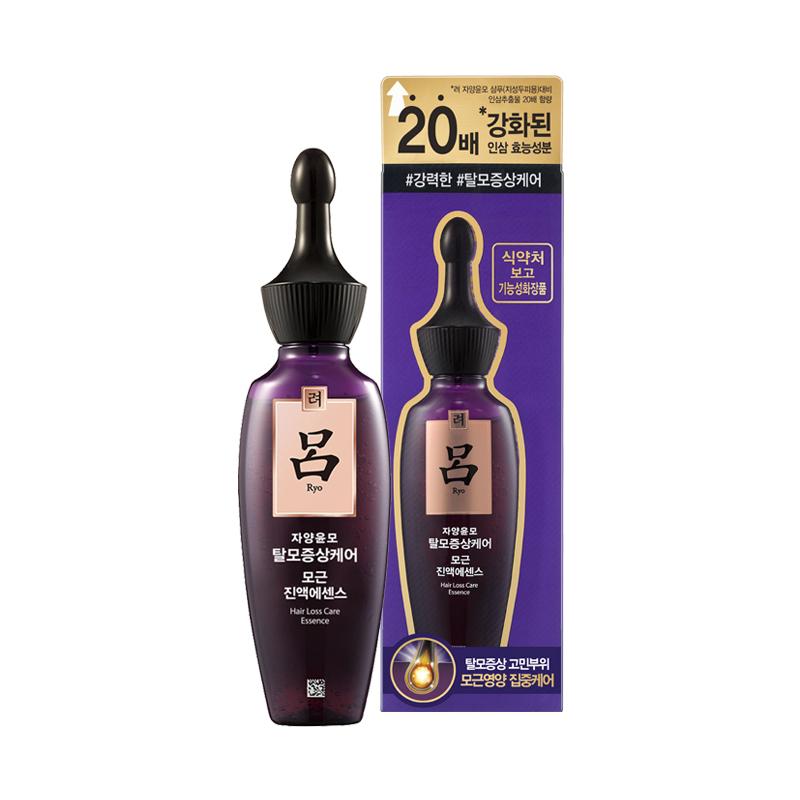 려
呂
Ryo
자양윤모
탈모증상케어
모근
진액에센스
Hair Loss Care
Essence
*려 자양윤모 샴푸(지성두피용)대비
인삼추출물 20배 함량
20배
*강화된
인삼 효능성분
#강력한 #탈모증상케어
식약처
보고
기능성화장품
려
呂
Ryo
자양윤모
탈모증상케어
모근
진액에센스
Hair Loss Care
Essence
탈모증상 고민부위
모근영양 집중케어